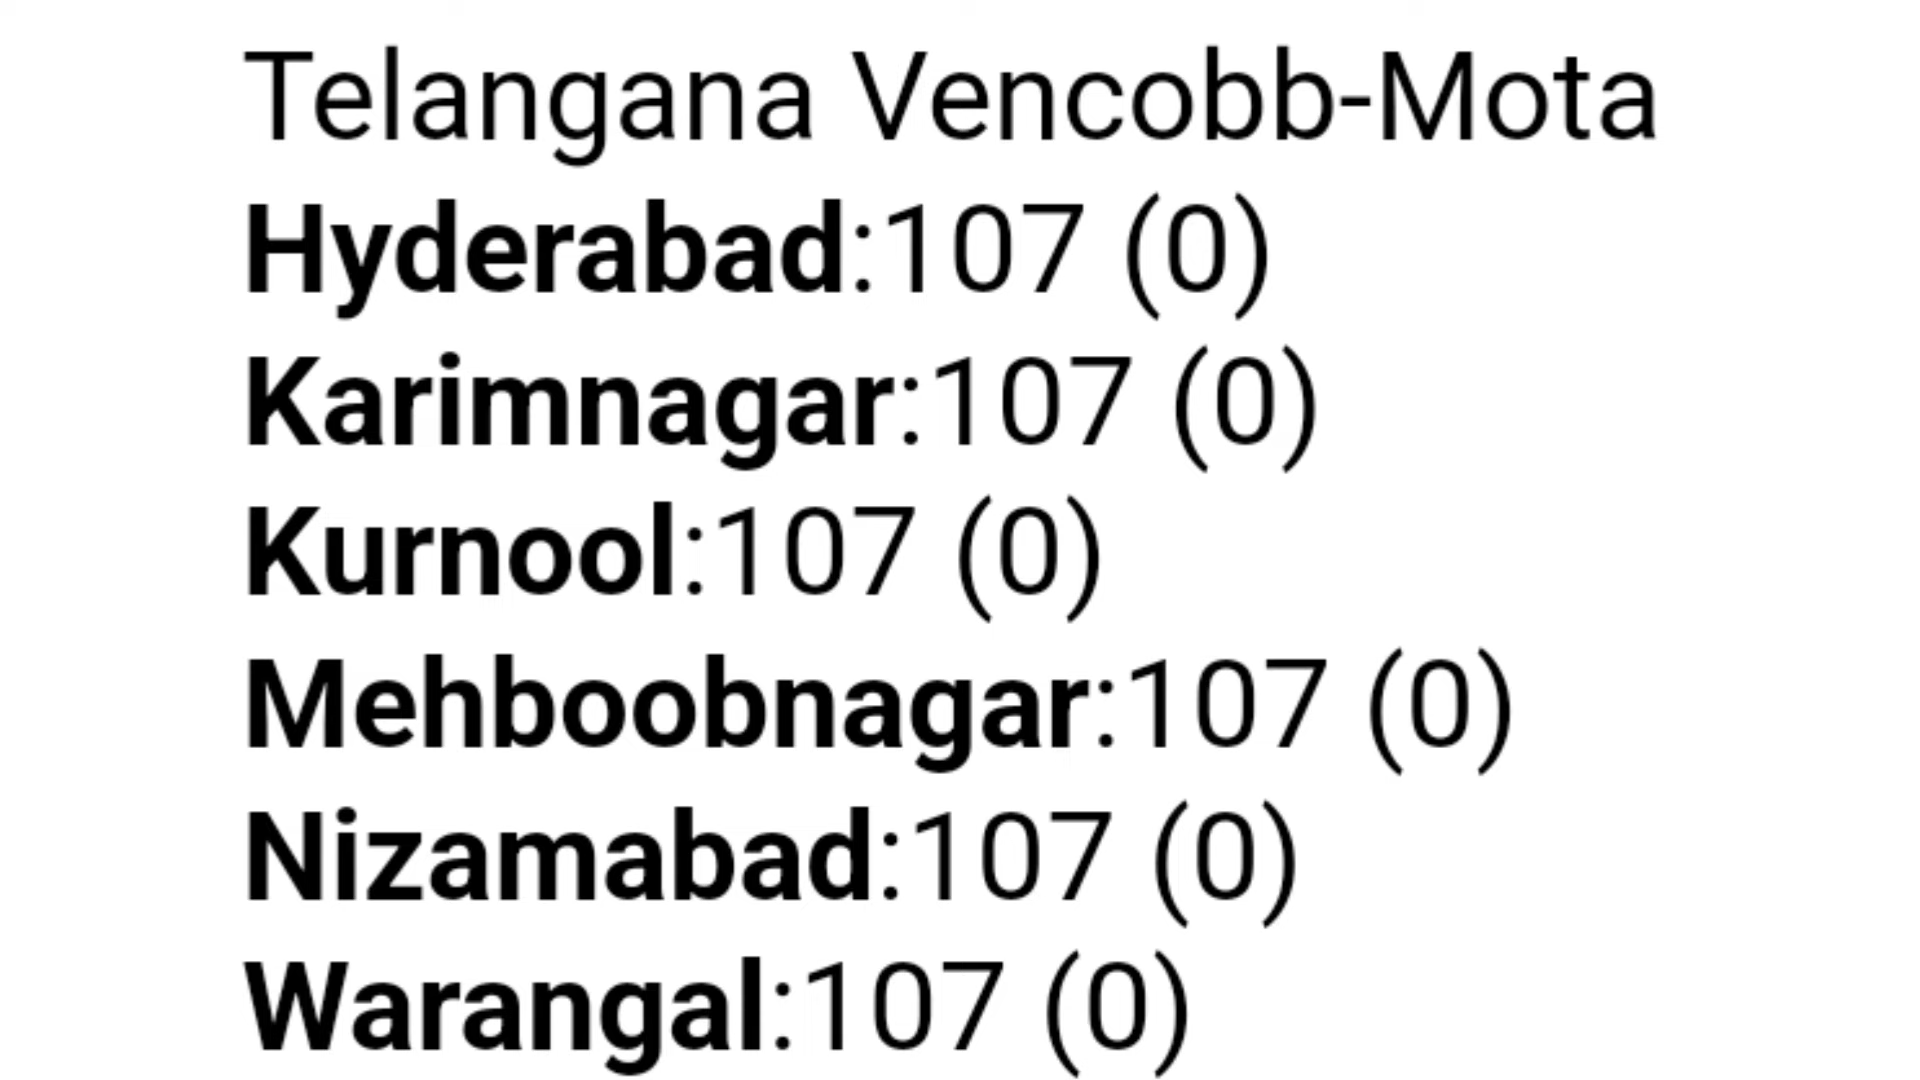 Telangana Vencobb-Mota
Hyderabad:107 (0)
Karimnagar:107 (0)
Kurnool:107 (0)
Mehboobnagar:107 (0)
Nizamabad:107 (0)
Warangal:107 (0)